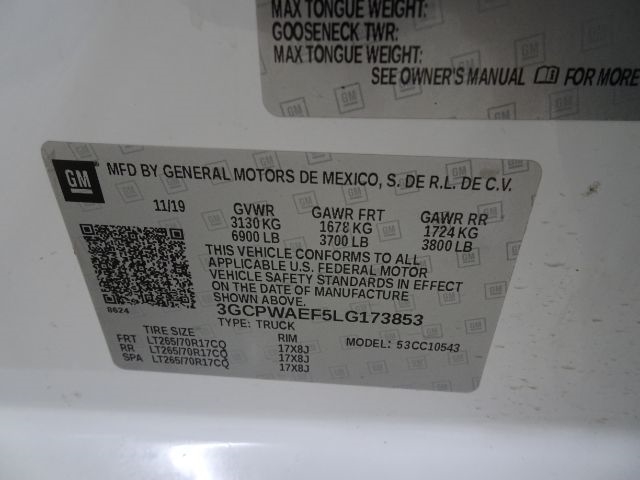 MAX TONGUE WEIGHT:
GOOSENECK TWR:
MAX TONGUE WEIGHT:
SEE OWNER'S MANUAL FOR MORE
GM
MFD BY GENERAL MOTORS DE MEXICO, S. DE R.L. DE C.V.
11/19 GVWR GAWR FRT GAWR RR
3130 KG 1678 KG 1724 KG
6900 LB 3700 LB 3800 LB
THIS VEHICLE CONFORMS TO ALL
APPLICABLE U.S. FEDERAL MOTOR
VEHICLE SAFETY STANDARDS IN EFFECT
ON THE DATE OF MANUFACTURE
SHOWN ABOVE.
8624
3GCPWAEF5LG173853
TYPE: TRUCK
TIRE SIZE RIM MODEL: 53CC10543
FRT LT265/70R17CQ 17X8J
RR LT265/70R17CQ 17X8J
SPA LT265/70R17CQ 17X8J